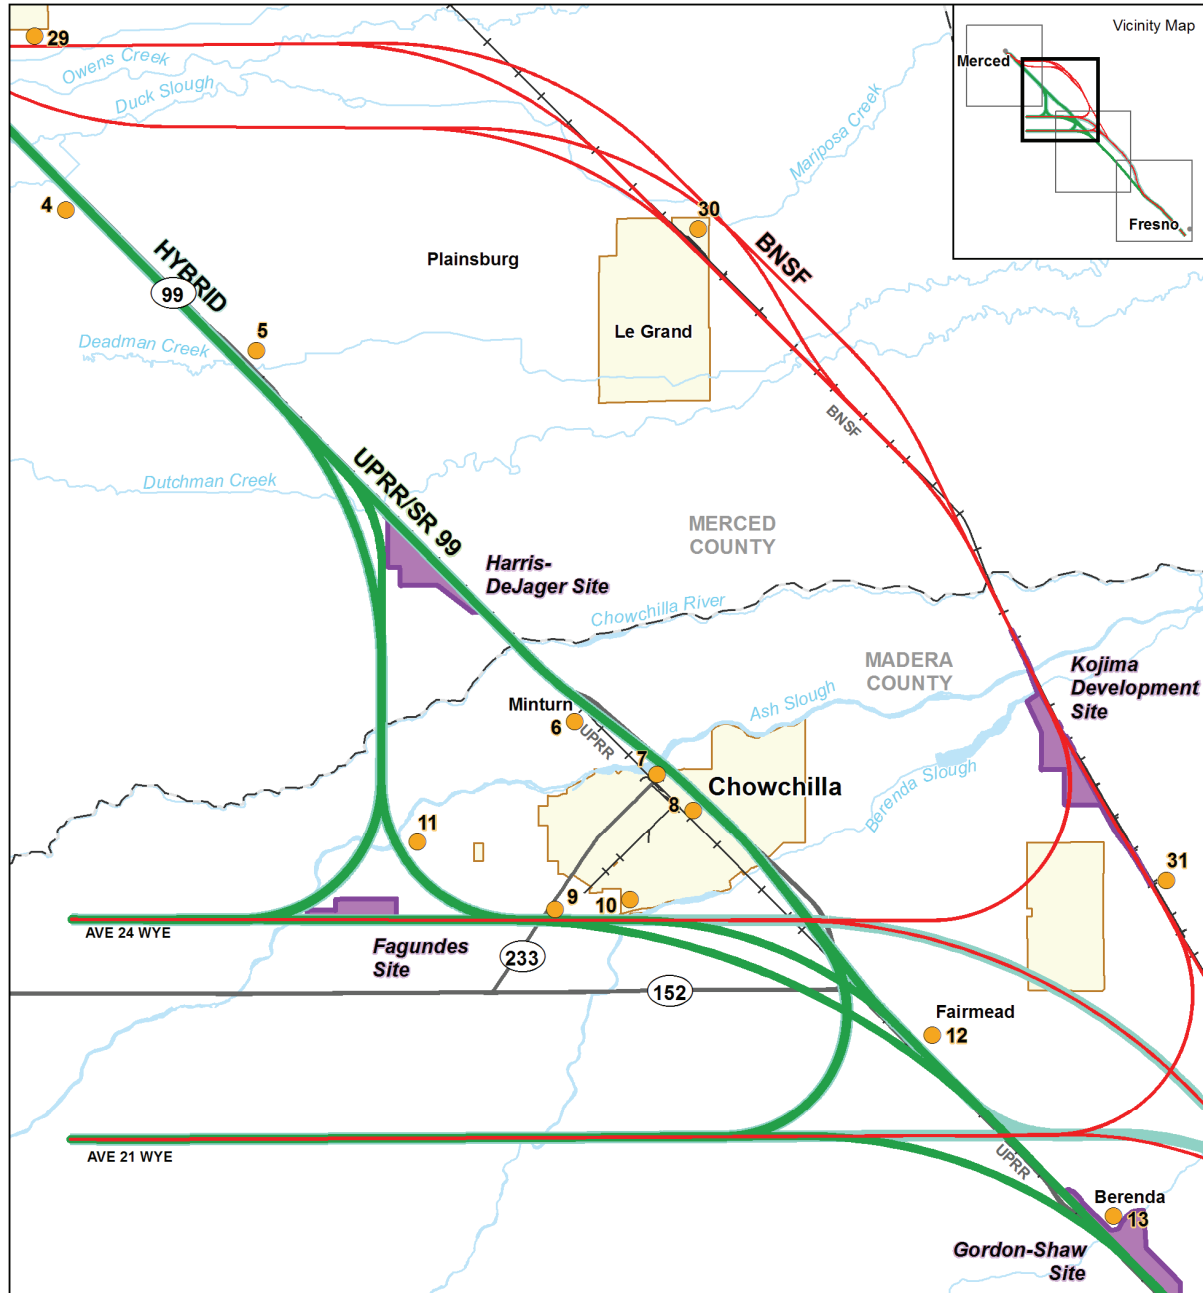 29
Owens Creek
Duck Slough
Vicinity Map
Merced
Fresno
Mariposa Creek
4
30
HYBRID
99
Plainsburg
BNSF
5
Le Grand
Deadman Creek
BNSF
Dutchman Creek
UPRR/SR 99
MERCED
COUNTY
Harris-
DeJager Site
Chowchilla River
MADERA
COUNTY
Kojima
Development
Site
Minturn
6
UPRR
Ash Slough
7
Chowchilla
8
Berenda Slough
11
31
9
10
AVE 24 WYE
Fagundes
Site
233
152
Fairmead
12
AVE 21 WYE
UPRR
Berenda
13
Gordon-Shaw
Site